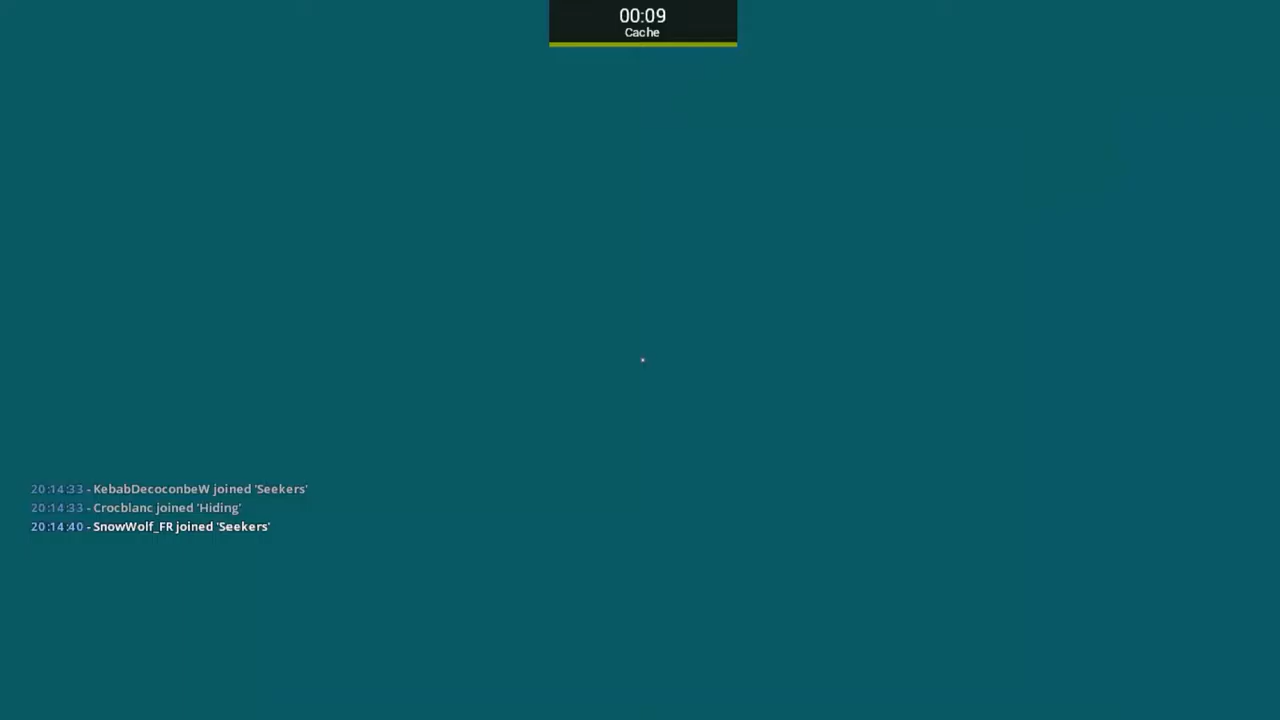 00:09
Cache
20:14:33 - KebabDecoconbeW joined 'Seekers'
20:14:33 - Crocblanc joined 'Hiding'
20:14:40 - SnowWolf_FR joined 'Seekers'